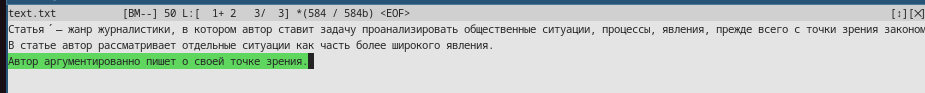 text.txt [BM--] 50 L:[ 1+ 2 3/ 3] *(584 / 584b) <EOF> [↕][X]
Статья ´ — жанр журналистики, в котором автор ставит задачу проанализировать общественные ситуации, процессы, явления, прежде всего с точки зрения законом
В статье автор рассматривает отдельные ситуации как часть более широкого явления.
Автор аргументированно пишет о своей точке зрения.